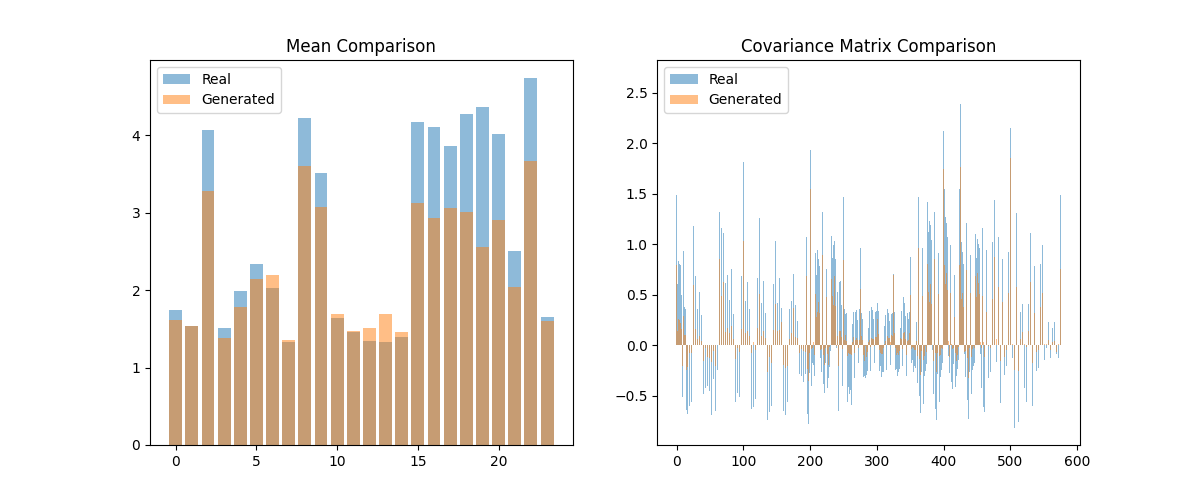 Mean Comparison
Real
Generated
4
3
2
1
0
0 5 10 15 20
Covariance Matrix Comparison
Real
Generated
2.5
2.0
1.5
1.0
0.5
0.0
−0.5
0 100 200 300 400 500 600